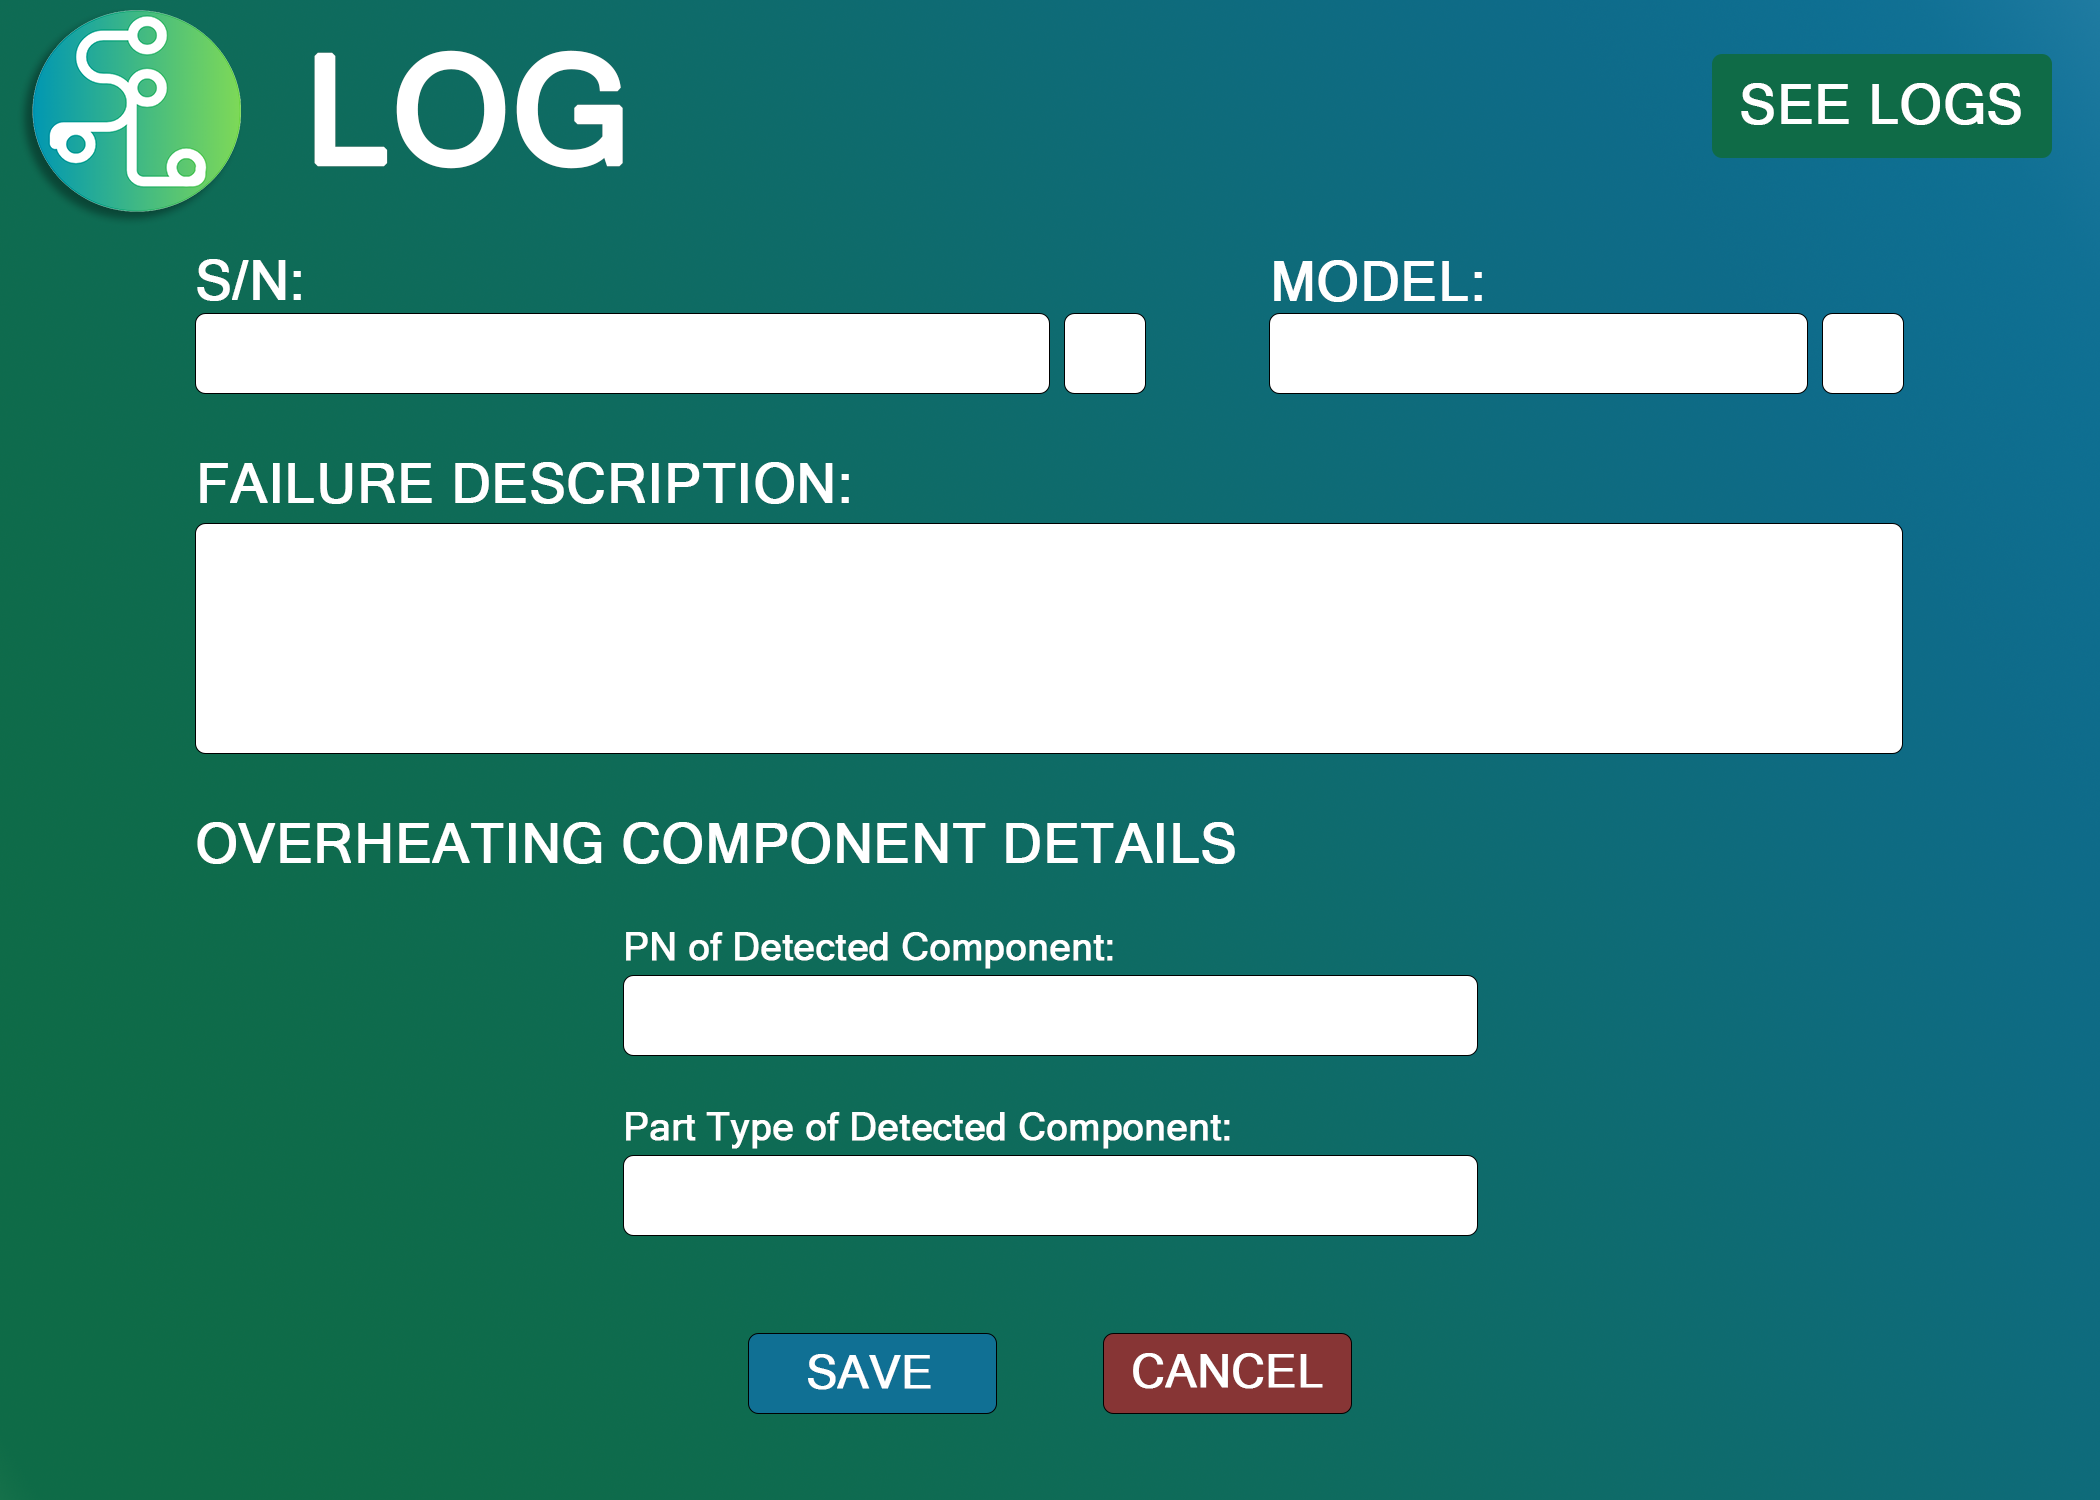 LOG
SEE LOGS
S/N:
MODEL:
FAILURE DESCRIPTION:
OVERHEATING COMPONENT DETAILS
PN of Detected Component:
Part Type of Detected Component:
SAVE
CANCEL